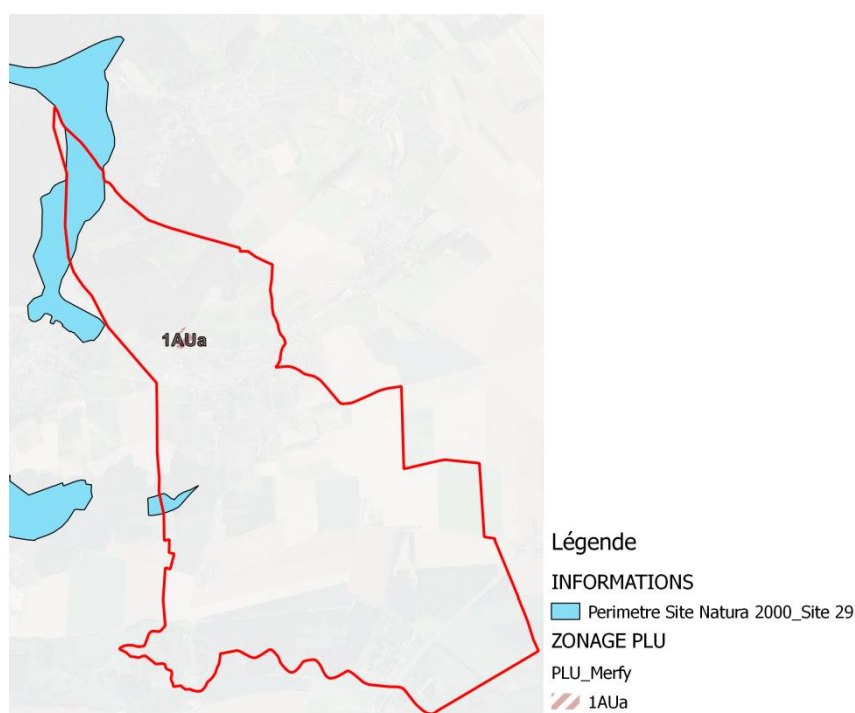 1AUa
Légende
INFORMATIONS
Perimetre Site Natura 2000_Site 29
ZONAGE PLU
PLU_Merfy
1AUa